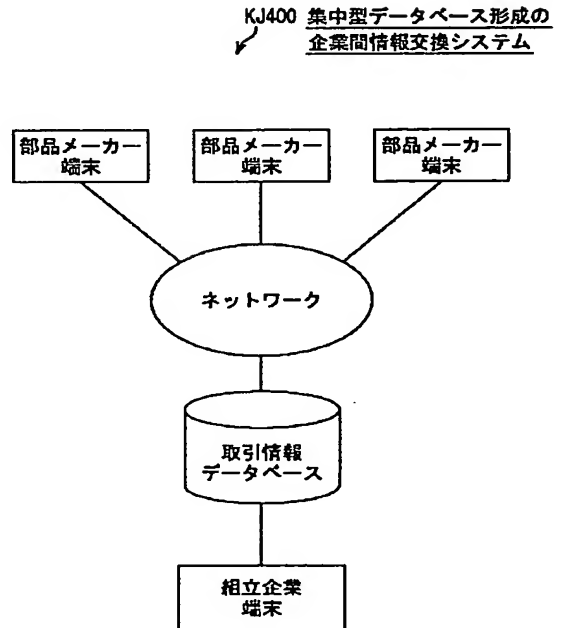 KJ400 集中型データベース形成の
企業間情報交換システム
部品メーカー
端末
部品メーカー
端末
部品メーカー
端末
ネットワーク
取引情報
データベース
組立企業
端末